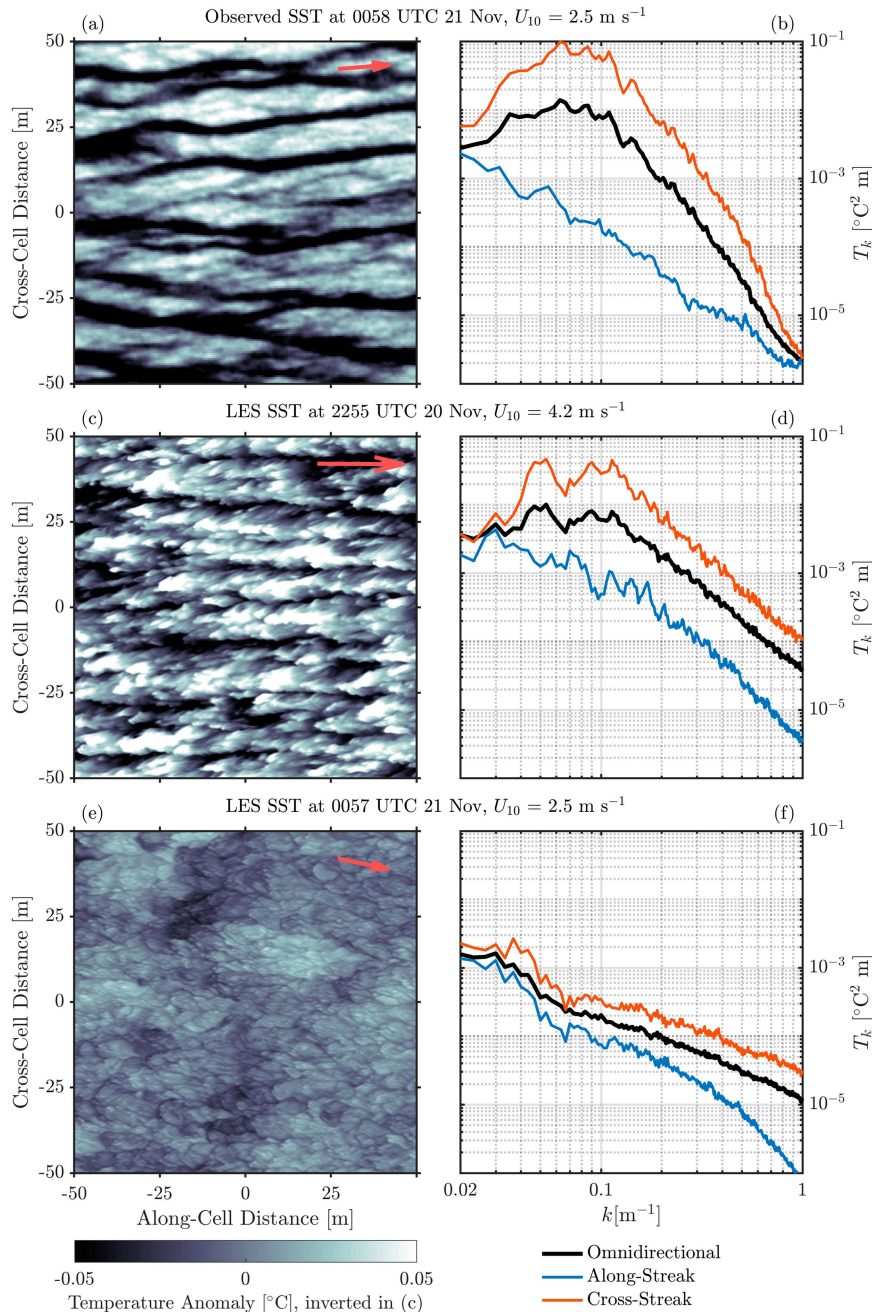 Observed SST at 0058 UTC 21 Nov, U₁₀ = 2.5 m s⁻¹
(a)
(b)
50
25
0
-25
-50
Cross-Cell Distance [m]
10⁻¹
10⁻³
10⁻⁵
Tₖ [°C² m]
LES SST at 2255 UTC 20 Nov, U₁₀ = 4.2 m s⁻¹
(c)
(d)
50
25
0
-25
-50
Cross-Cell Distance [m]
10⁻¹
10⁻³
10⁻⁵
Tₖ [°C² m]
LES SST at 0057 UTC 21 Nov, U₁₀ = 2.5 m s⁻¹
(e)
(f)
50
25
0
-25
-50
Cross-Cell Distance [m]
10⁻¹
10⁻³
10⁻⁵
Tₖ [°C² m]
-50 -25 0 25
Along-Cell Distance [m]
0.02 0.1 1
k[m⁻¹]
-0.05 0 0.05
Temperature Anomaly [°C], inverted in (c)
Omnidirectional
Along-Streak
Cross-Streak